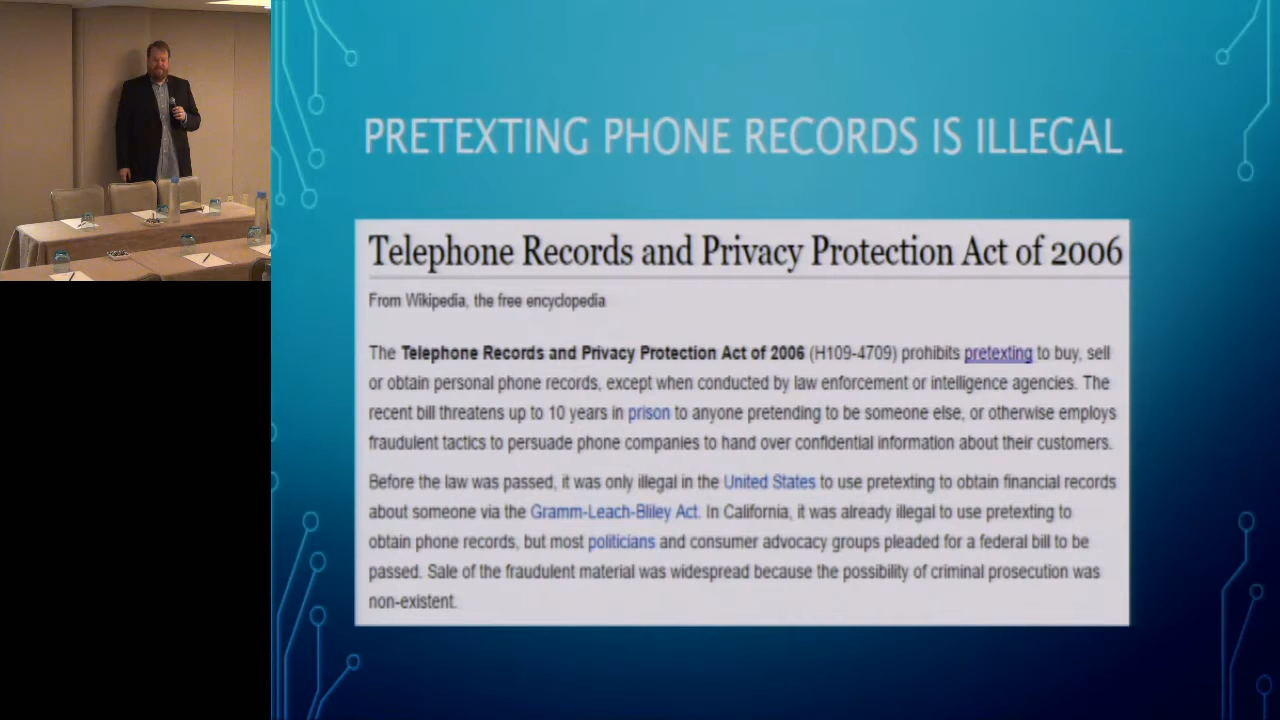 PRETEXTING PHONE RECORDS IS ILLEGAL
Telephone Records and Privacy Protection Act of 2006
From Wikipedia, the free encyclopedia
The Telephone Records and Privacy Protection Act of 2006 (H109-4709) prohibits pretexting to buy, sell
or obtain personal phone records, except when conducted by law enforcement or intelligence agencies. The
recent bill threatens up to 10 years in prison to anyone pretending to be someone else, or otherwise employs
fraudulent tactics to persuade phone companies to hand over confidential information about their customers.
Before the law was passed, it was only illegal in the United States to use pretexting to obtain financial records
about someone via the Gramm-Leach-Bliley Act. In California, it was already illegal to use pretexting to
obtain phone records, but most politicians and consumer advocacy groups pleaded for a federal bill to be
passed. Sale of the fraudulent material was widespread because the possibility of criminal prosecution was
non-existent.